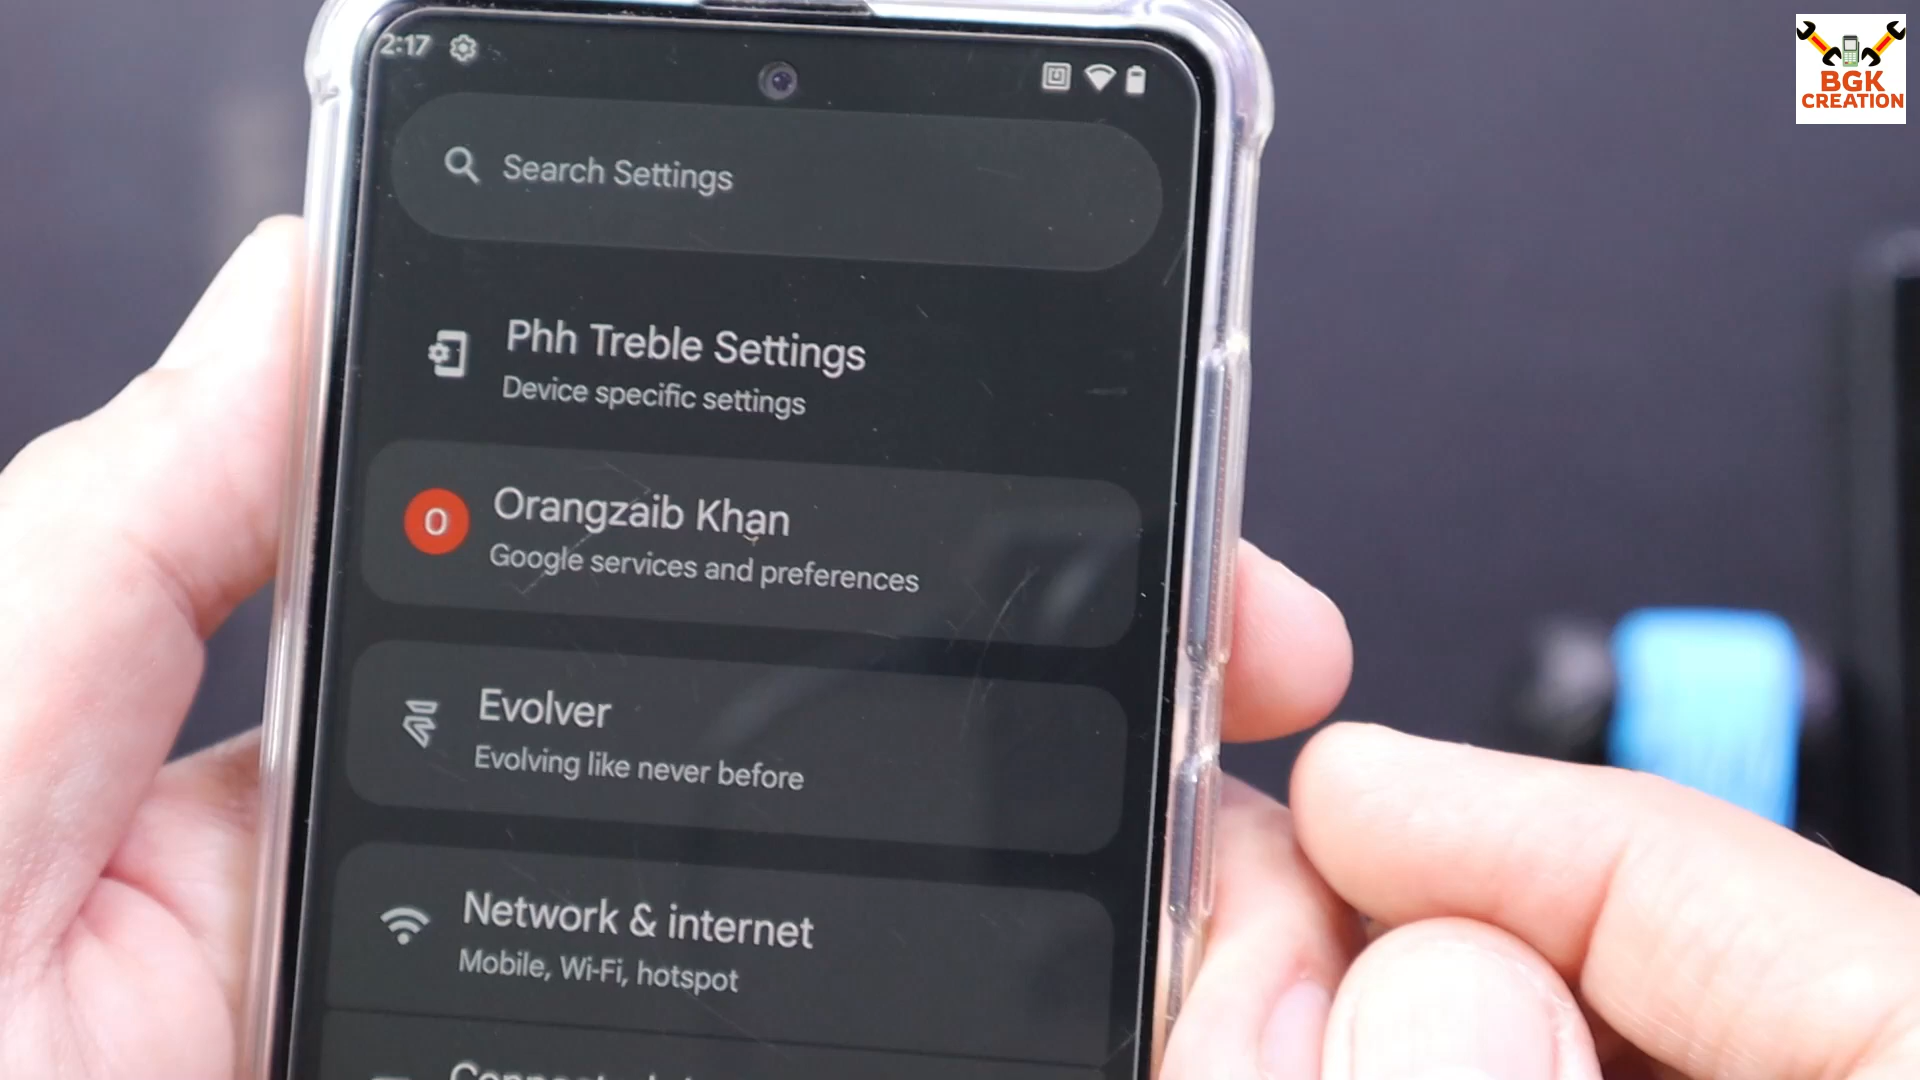 2:17
BGK
CREATION
Search Settings
Phh Treble Settings
Device specific settings
O
Orangzaib Khan
Google services and preferences
Evolver
Evolving like never before
Network & internet
Mobile, Wi-Fi, hotspot